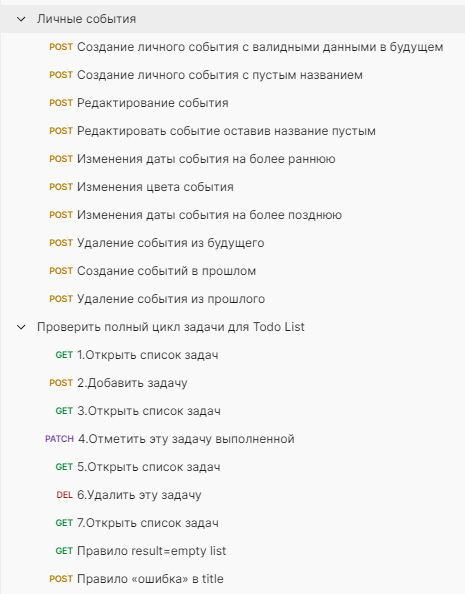 Личные события
POST Создание личного события с валидными данными в будущем
POST Создание личного события с пустым названием
POST Редактирование события
POST Редактировать событие оставив название пустым
POST Изменения даты события на более раннюю
POST Изменения цвета события
POST Изменения даты события на более позднюю
POST Удаление события из будущего
POST Создание событий в прошлом
POST Удаление события из прошлого
Проверить полный цикл задачи для Todo List
GET 1.Открыть список задач
POST 2.Добавить задачу
GET 3.Открыть список задач
PATCH 4.Отметить эту задачу выполненной
GET 5.Открыть список задач
DEL 6.Удалить эту задачу
GET 7.Открыть список задач
GET Правило result=empty list
POST Правило «ошибка» в title